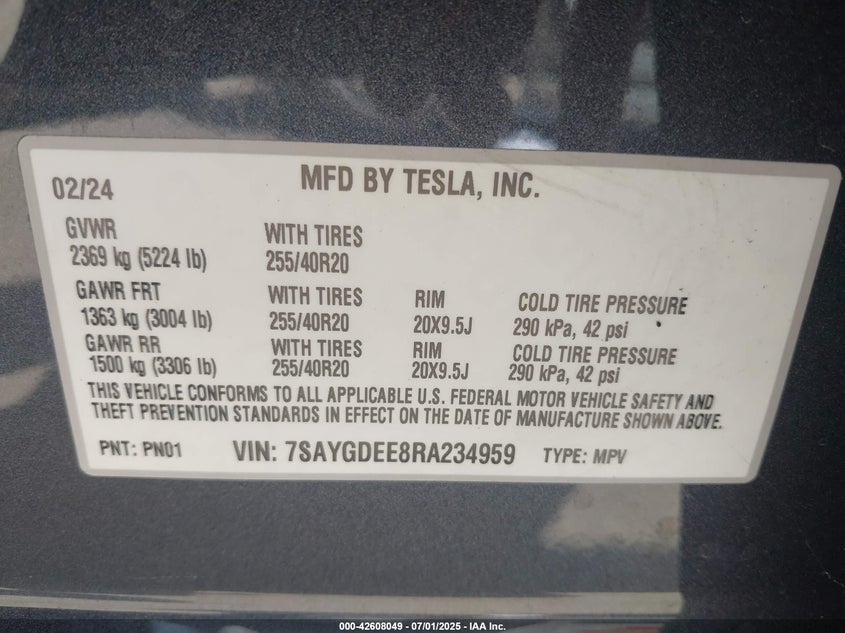 02/24 MFD BY TESLA, INC.
GVWR WITH TIRES
2369 kg (5224 lb) 255/40R20
GAWR FRT WITH TIRES RIM COLD TIRE PRESSURE
1363 kg (3004 lb) 255/40R20 20X9.5J 290 kPa, 42 psi
GAWR RR WITH TIRES RIM COLD TIRE PRESSURE
1500 kg (3306 lb) 255/40R20 20X9.5J 290 kPa, 42 psi
THIS VEHICLE CONFORMS TO ALL APPLICABLE U.S. FEDERAL MOTOR VEHICLE SAFETY AND
THEFT PREVENTION STANDARDS IN EFFECT ON THE DATE OF MANUFACTURE SHOWN ABOVE.
PNT: PN01 VIN: 7SAYGDEE8RA234959 TYPE: MPV
000-42608049 - 07/01/2025 - IAA Inc.